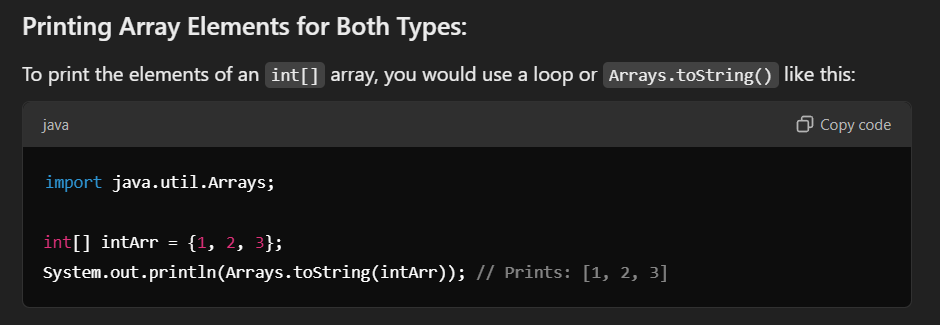 Printing Array Elements for Both Types:
To print the elements of an int[] array, you would use a loop or Arrays.toString() like this:
java
Copy code
import java.util.Arrays;
int[] intArr = {1, 2, 3};
System.out.println(Arrays.toString(intArr)); // Prints: [1, 2, 3]